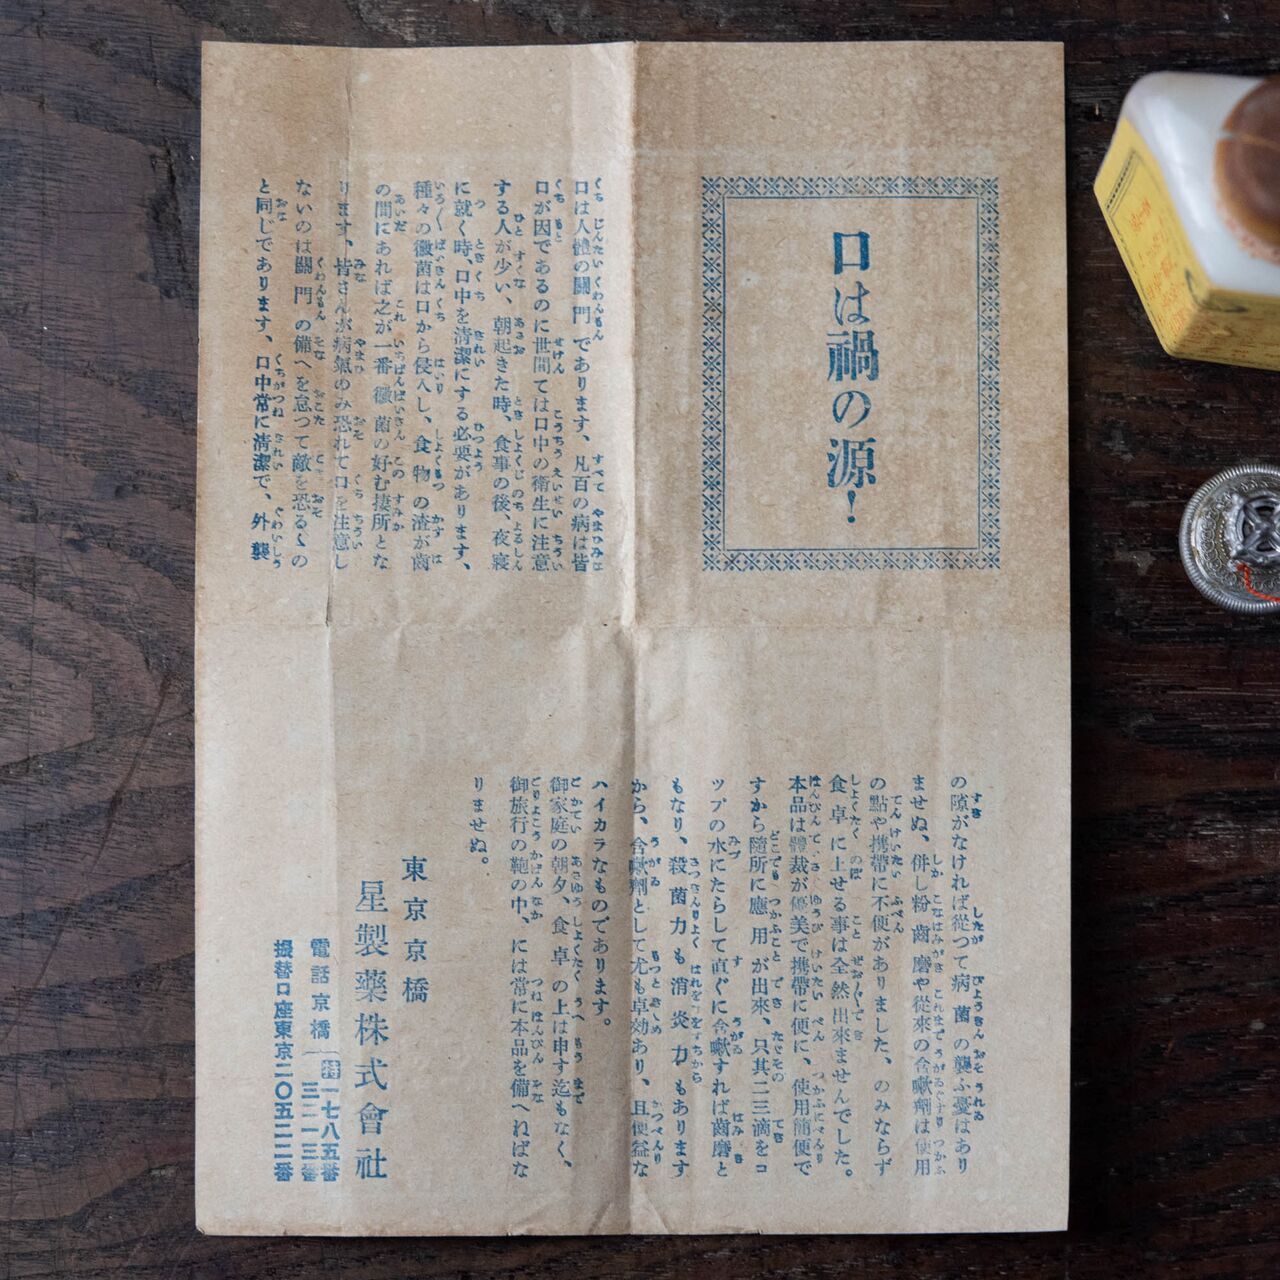 口は禍の源!
口は人體の關門であります、凡百の病は皆
口が因であるのに世間ては口中の衛生に注意
する人が少い、朝起きた時、食事の後、夜寢
に就く時、口中を清潔にする必要があります、
種々の黴菌は口から侵入し、食物の渣が齒
の間にあれば之が一番黴菌の好む棲所とな
ります、皆さんが病氣のみ恐れて口を注意し
ないのは關門の備へを怠つて敵を恐るゝの
と同じであります、口中常に清潔で、外襲
の隙がなければ從つて病菌の襲ふ憂はあり
ませぬ、併し粉齒磨や從來の含嗽劑は使用
の點や携帶に不便がありました、のみならず
食卓に上せる事は全然出來ませんでした。
本品は體裁が優美で携帶に便に、使用簡便で
すから隨所に應用が出來、只其二三滴をコ
ップの水にたらして直ぐに含嗽すれば齒磨と
もなり、殺菌力も消炎力もあります
から、含嗽劑として尤も卓効あり、且便益な
ハイカラなものであります。
御家庭の朝夕、食卓の上は申す迄もなく、
御旅行の鞄の中、には常に本品を備へねばな
りませぬ。
東京京橋
星製藥株式會社
電話京橋 特一七八五番
三二一三番
振替口座東京二〇五二二番